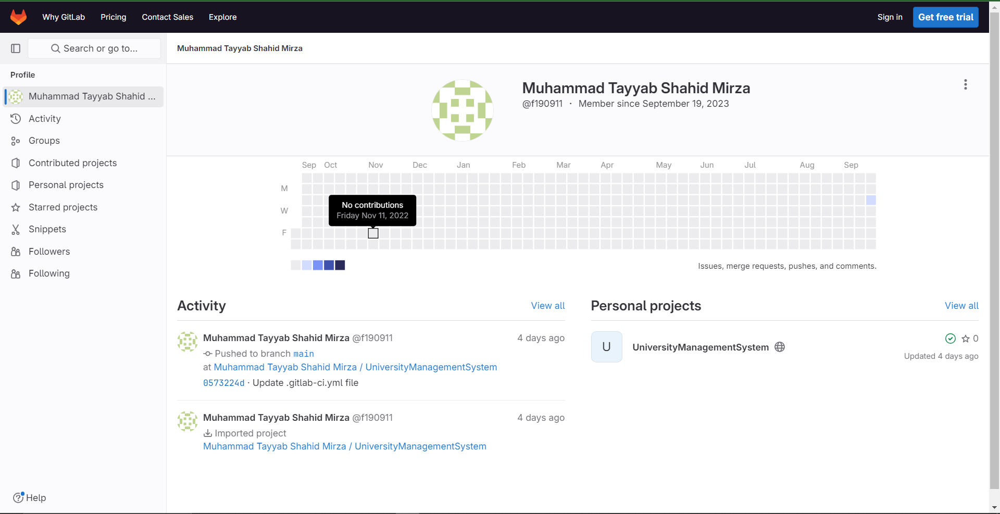 Why GitLab Pricing Contact Sales Explore Sign in Get free trial
Search or go to...
Muhammad Tayyab Shahid Mirza
Profile
Muhammad Tayyab Shahid ...
Activity
Groups
Contributed projects
Personal projects
Starred projects
Snippets
Followers
Following
Help
Muhammad Tayyab Shahid Mirza
@f190911 · Member since September 19, 2023
Sep Oct Nov Dec Jan Feb Mar Apr May Jun Jul Aug Sep
M
W
F
No contributions
Friday Nov 11, 2022
Issues, merge requests, pushes, and comments.
Activity View all
Muhammad Tayyab Shahid Mirza @f190911 4 days ago
Pushed to branch main
at Muhammad Tayyab Shahid Mirza / UniversityManagementSystem
0573224d · Update .gitlab-ci.yml file
Muhammad Tayyab Shahid Mirza @f190911 4 days ago
Imported project
Muhammad Tayyab Shahid Mirza / UniversityManagementSystem
Personal projects View all
U UniversityManagementSystem 0
Updated 4 days ago